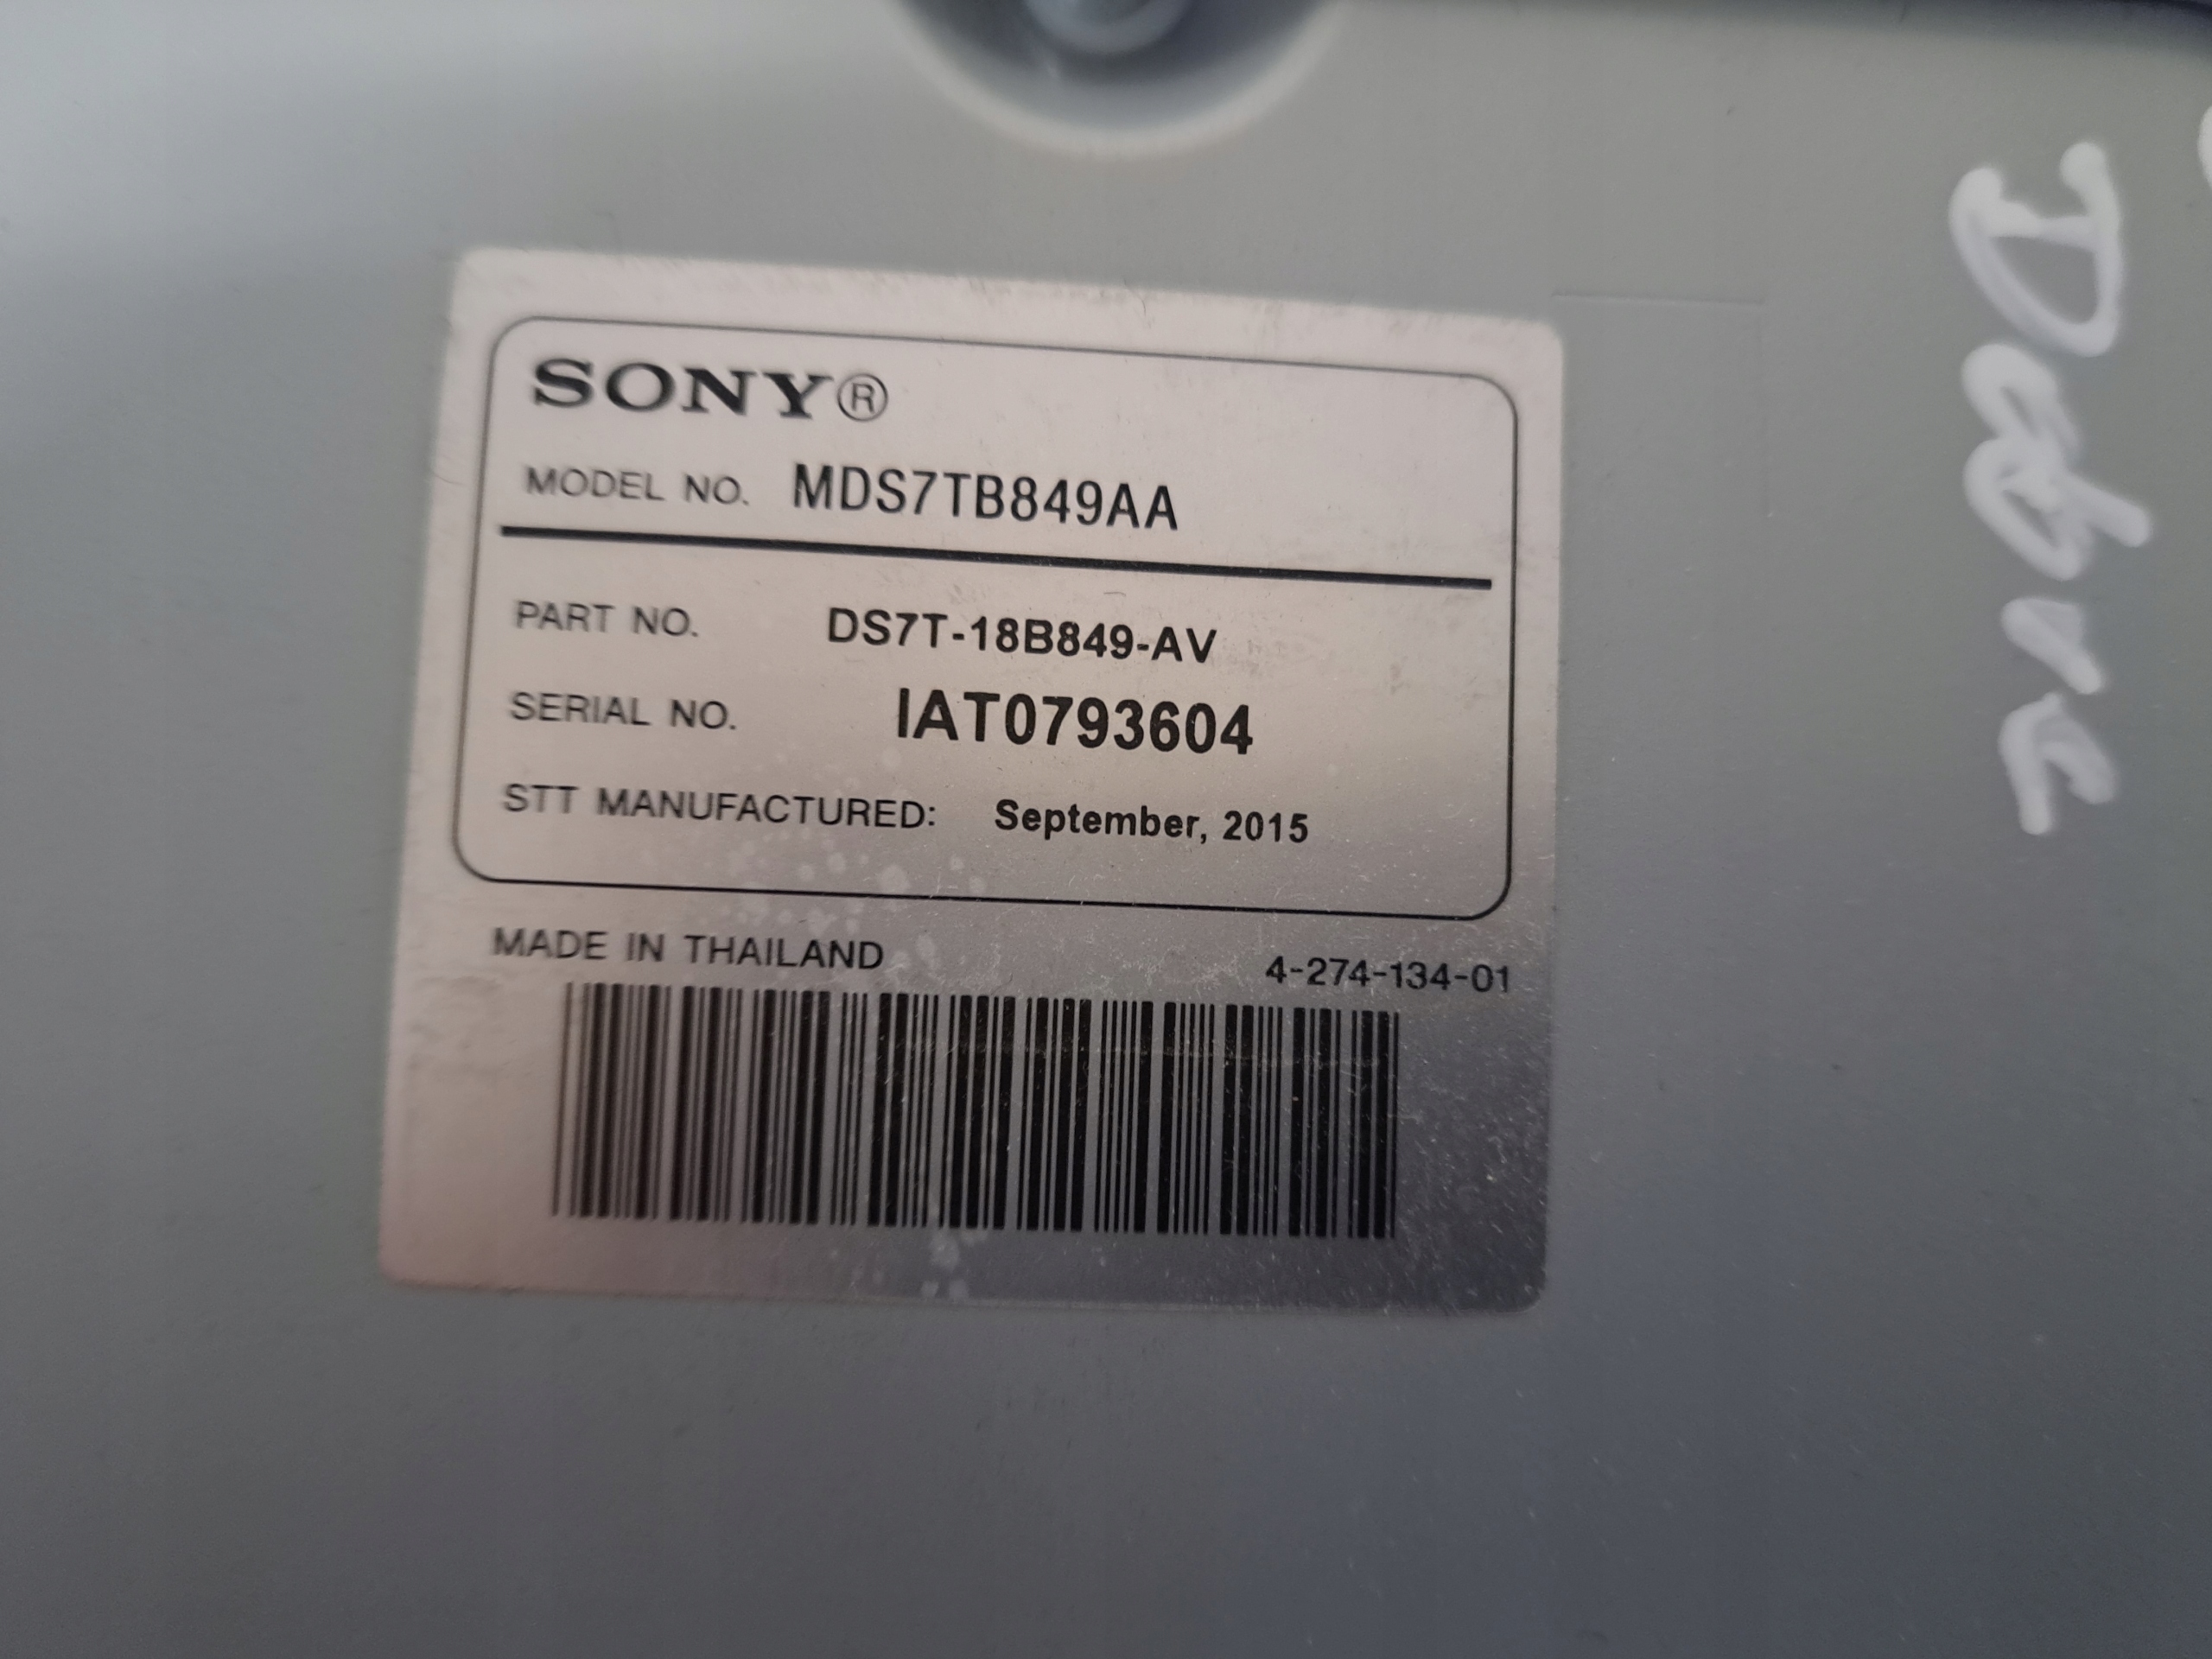 SONY®
MODEL NO. MDS7TB849AA
PART NO. DS7T-18B849-AV
SERIAL NO. IAT0793604
STT MANUFACTURED: September, 2015
MADE IN THAILAND
4-274-134-01